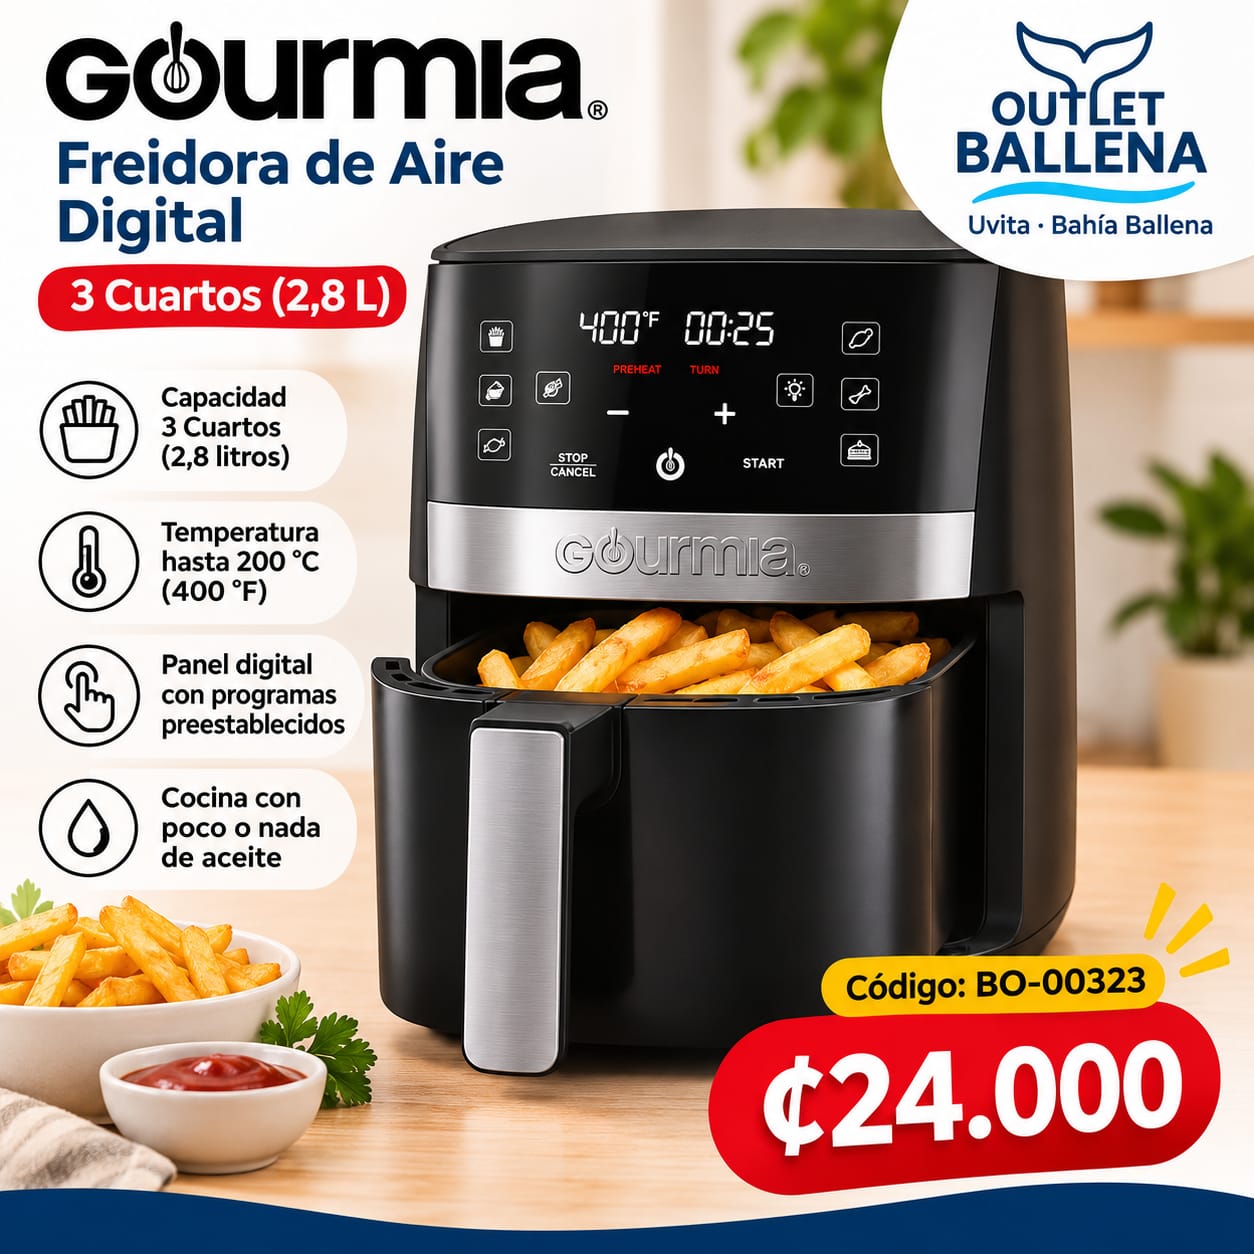 Gourmia®
Freidora de Aire
Digital
3 Cuartos (2,8 L)
OUTLET
BALLENA
Uvita · Bahía Ballena
Capacidad
3 Cuartos
(2,8 litros)
Temperatura
hasta 200 °C
(400 °F)
Panel digital
con programas
preestablecidos
Cocina con
poco o nada
de aceite
400°F 00:25
PREHEAT TURN
− +
STOP
CANCEL
START
Gourmia®
Código: BO-00323
₡24.000